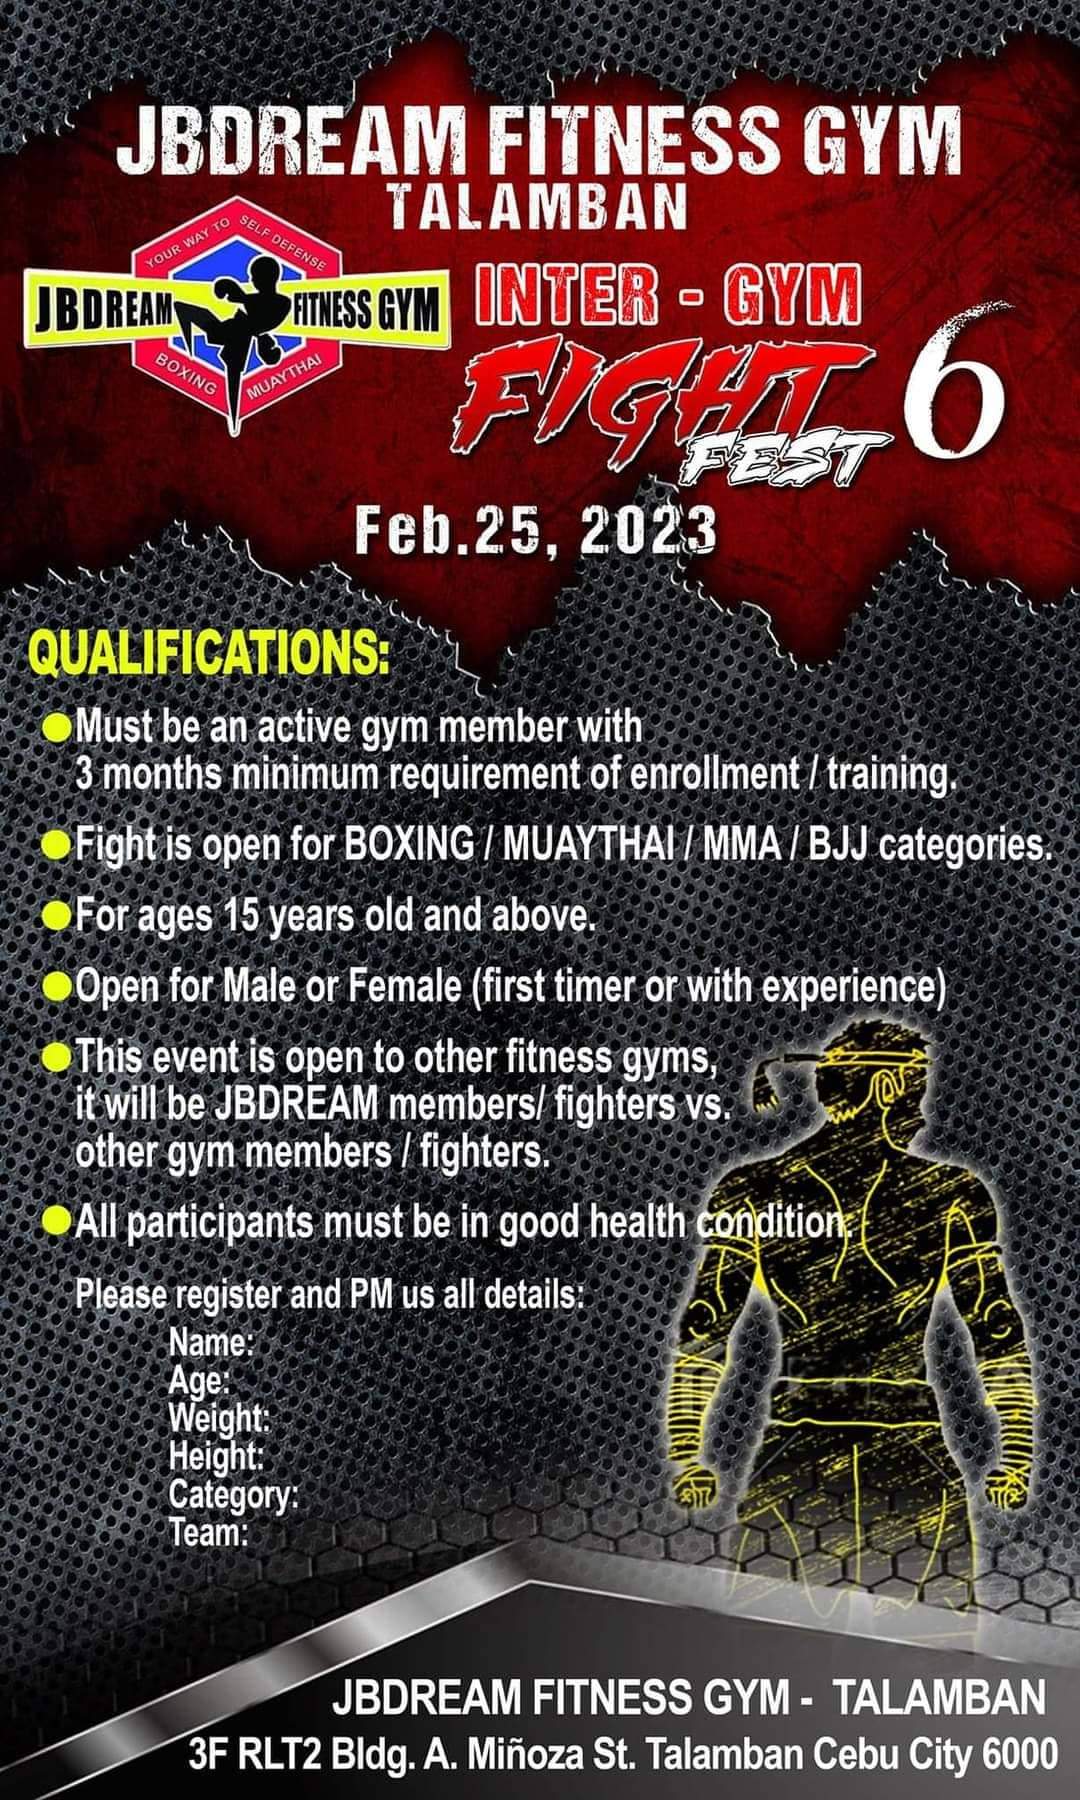 JBDREAM FITNESS GYM
TALAMBAN
YOUR WAY TO SELF DEFENSE
JBDREAM FITNESS GYM
BOXING MUAYTHAI
INTER - GYM
FIGHT 6
FEST
Feb.25, 2023
QUALIFICATIONS:
Must be an active gym member with
3 months minimum requirement of enrollment / training.
Fight is open for BOXING / MUAYTHAI / MMA / BJJ categories.
For ages 15 years old and above.
Open for Male or Female (first timer or with experience)
This event is open to other fitness gyms,
it will be JBDREAM members/ fighters vs.
other gym members / fighters.
All participants must be in good health condition.
Please register and PM us all details:
Name:
Age:
Weight:
Height:
Category:
Team:
JBDREAM FITNESS GYM - TALAMBAN
3F RLT2 Bldg. A. Miñoza St. Talamban Cebu City 6000